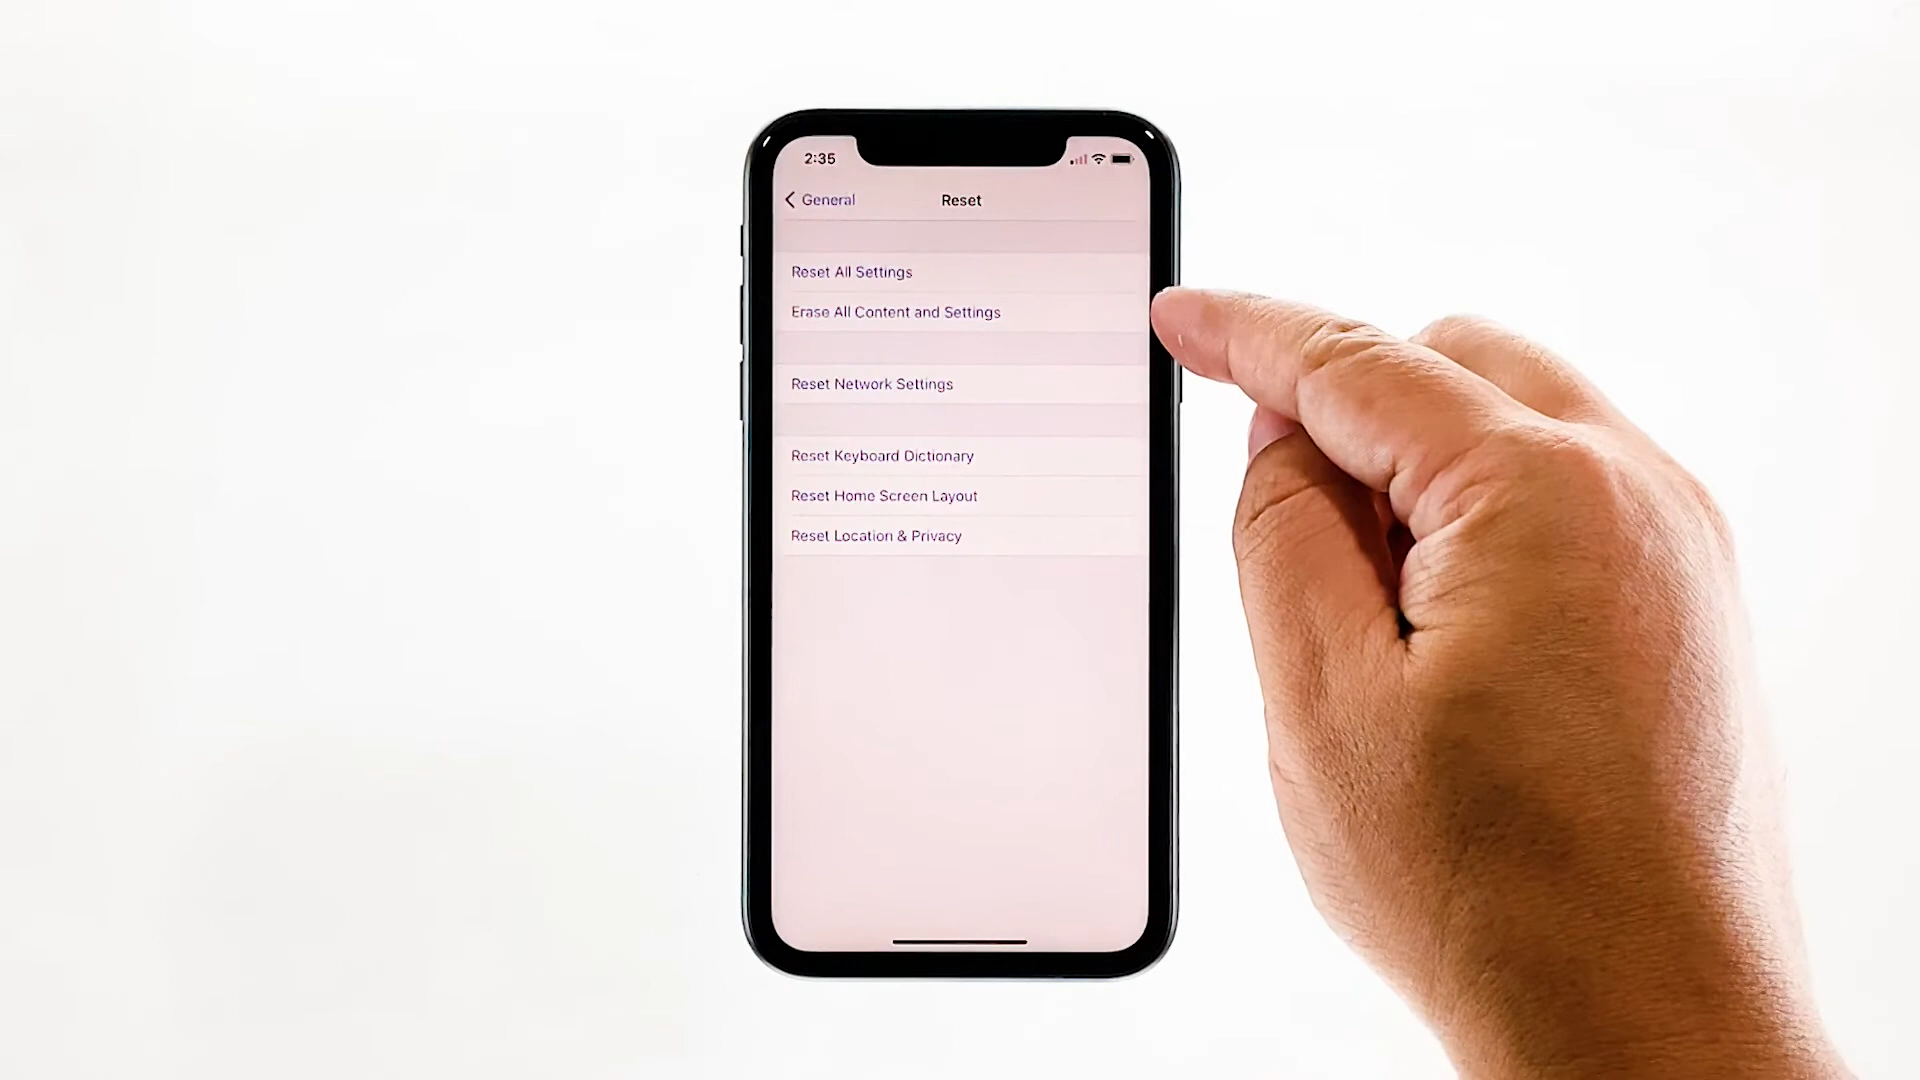 2:35
General
Reset
Reset All Settings
Erase All Content and Settings
Reset Network Settings
Reset Keyboard Dictionary
Reset Home Screen Layout
Reset Location & Privacy